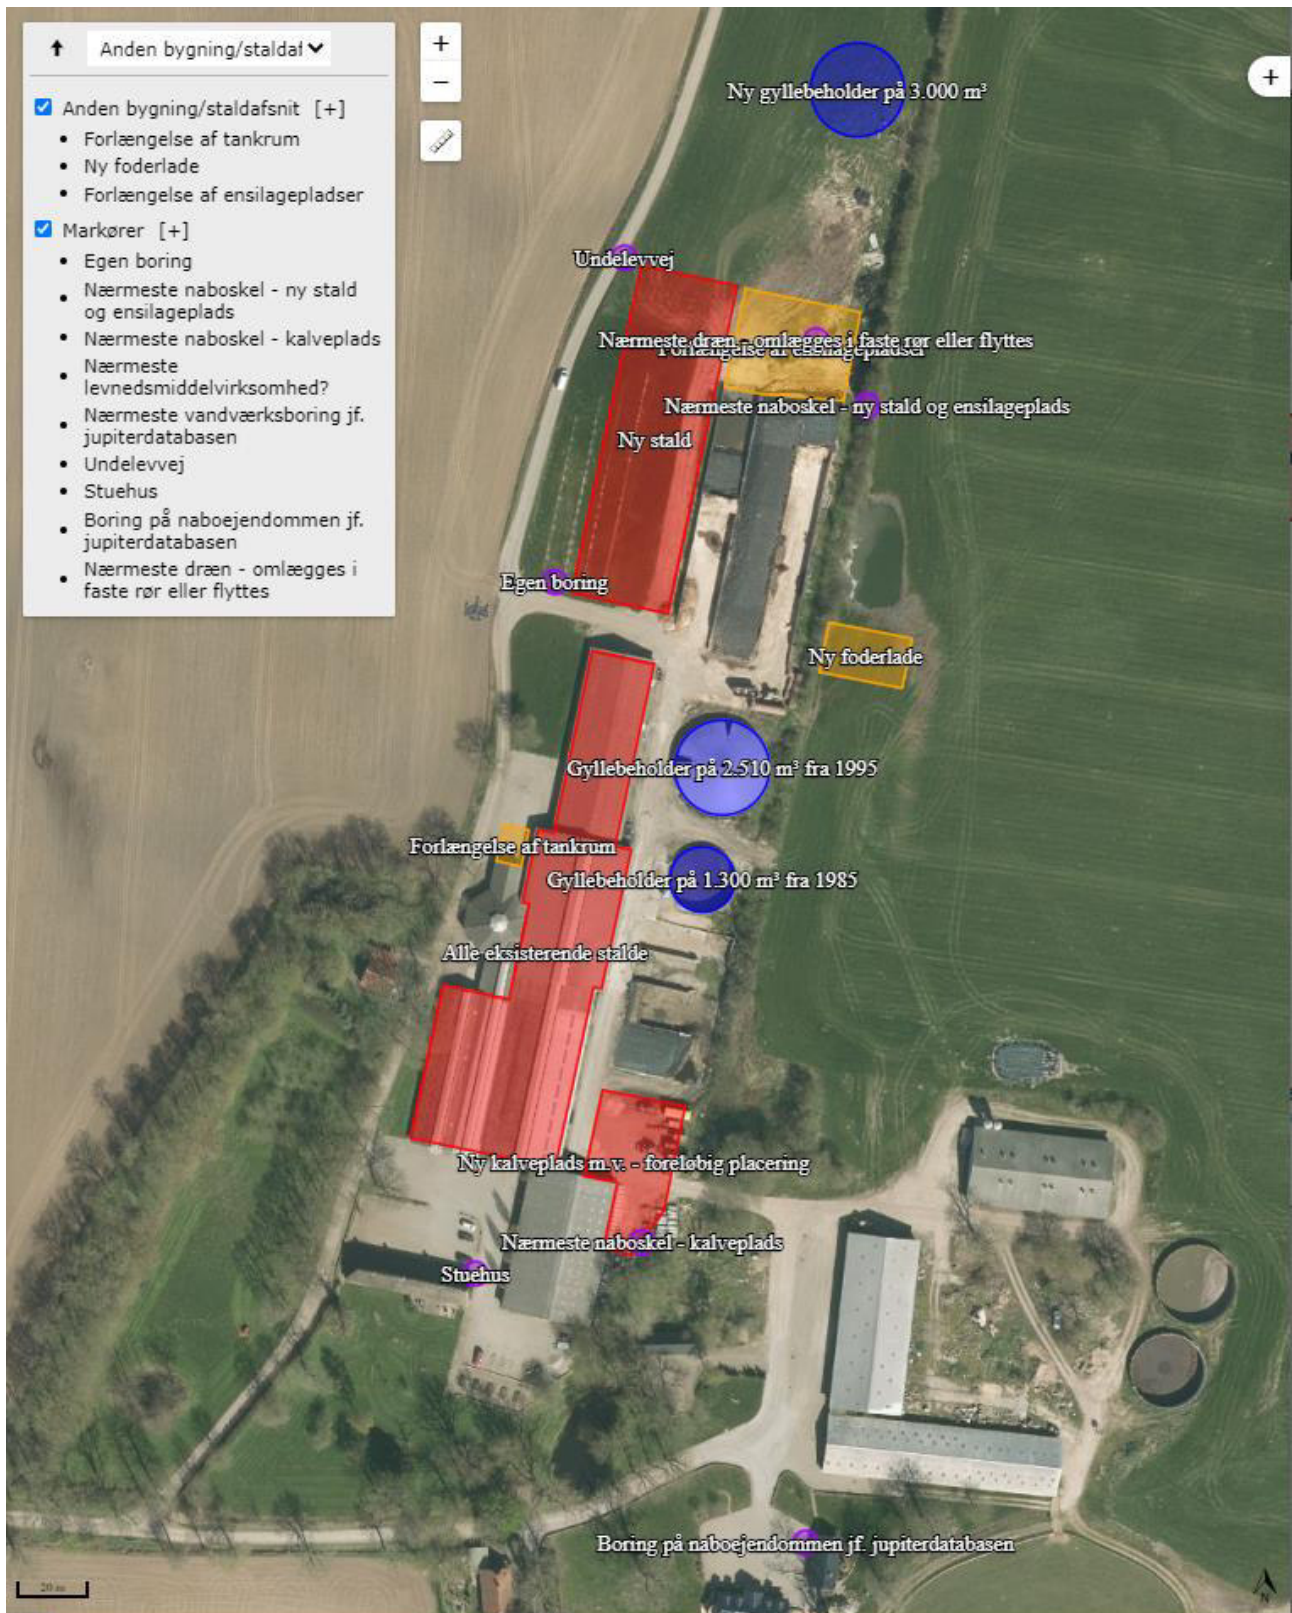 Anden bygning/staldaf
Anden bygning/staldafsnit [+]
• Forlængelse af tankrum
• Ny foderlade
• Forlængelse af ensilagepladser
Markører [+]
• Egen boring
• Nærmeste naboskel - ny stald
og ensilageplads
• Nærmeste naboskel - kalveplads
• Nærmeste
levnedsmiddelvirksomhed?
• Nærmeste vandværksboring jf.
jupiterdatabasen
• Undelevvej
• Stuehus
• Boring på naboejendommen jf.
jupiterdatabasen
• Nærmeste dræn - omlægges i
faste rør eller flyttes
+
−
+
Ny gyllebeholder på 3.000 m³
Undelevvej
Nærmeste dræn - omlægges i faste rør eller flyttes
Forlængelse af ensilagepladser
Nærmeste naboskel - ny stald og ensilageplads
Ny stald
Egen boring
Ny foderlade
Gyllebeholder på 2.510 m³ fra 1995
Forlængelse af tankrum
Gyllebeholder på 1.300 m³ fra 1985
Alle eksisterende stalde
Ny kalveplads m.v. - foreløbig placering
Nærmeste naboskel - kalveplads
Stuehus
Boring på naboejendommen jf. jupiterdatabasen
20 m
N